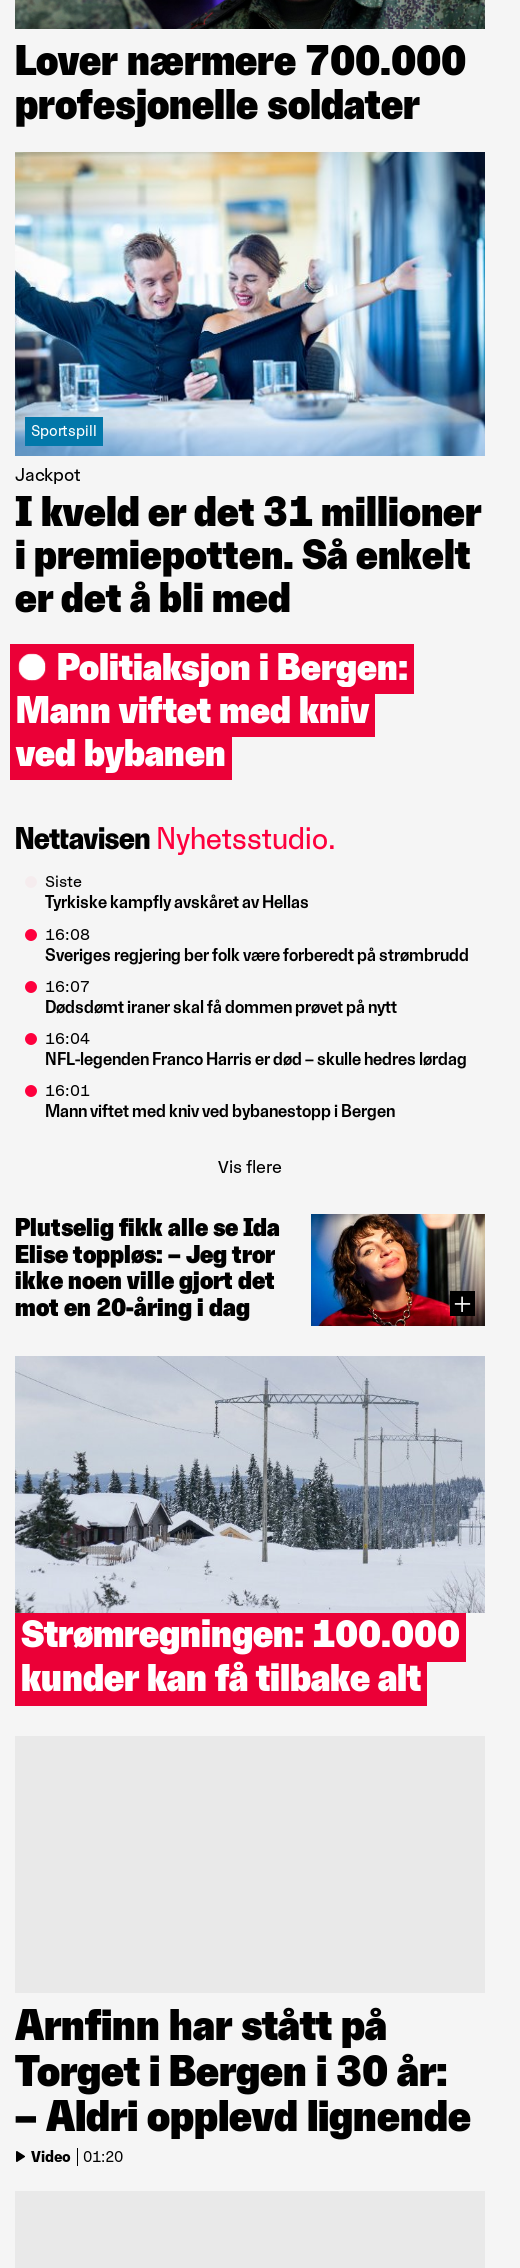 Lover nærmere 700.000
profesjonelle soldater
Sportspill
Jackpot
I kveld er det 31 millioner
i premiepotten. Så enkelt
er det å bli med
Politiaksjon i Bergen:
Mann viftet med kniv
ved bybanen
Nettavisen Nyhetsstudio.
Siste
Tyrkiske kampfly avskåret av Hellas
16:08
Sveriges regjering ber folk være forberedt på strømbrudd
16:07
Dødsdømt iraner skal få dommen prøvet på nytt
16:04
NFL-legenden Franco Harris er død – skulle hedres lørdag
16:01
Mann viftet med kniv ved bybanestopp i Bergen
Vis flere
Plutselig fikk alle se Ida
Elise toppløs: – Jeg tror
ikke noen ville gjort det
mot en 20-åring i dag
Strømregningen: 100.000
kunder kan få tilbake alt
Arnfinn har stått på
Torget i Bergen i 30 år:
– Aldri opplevd lignende
Video 01:20